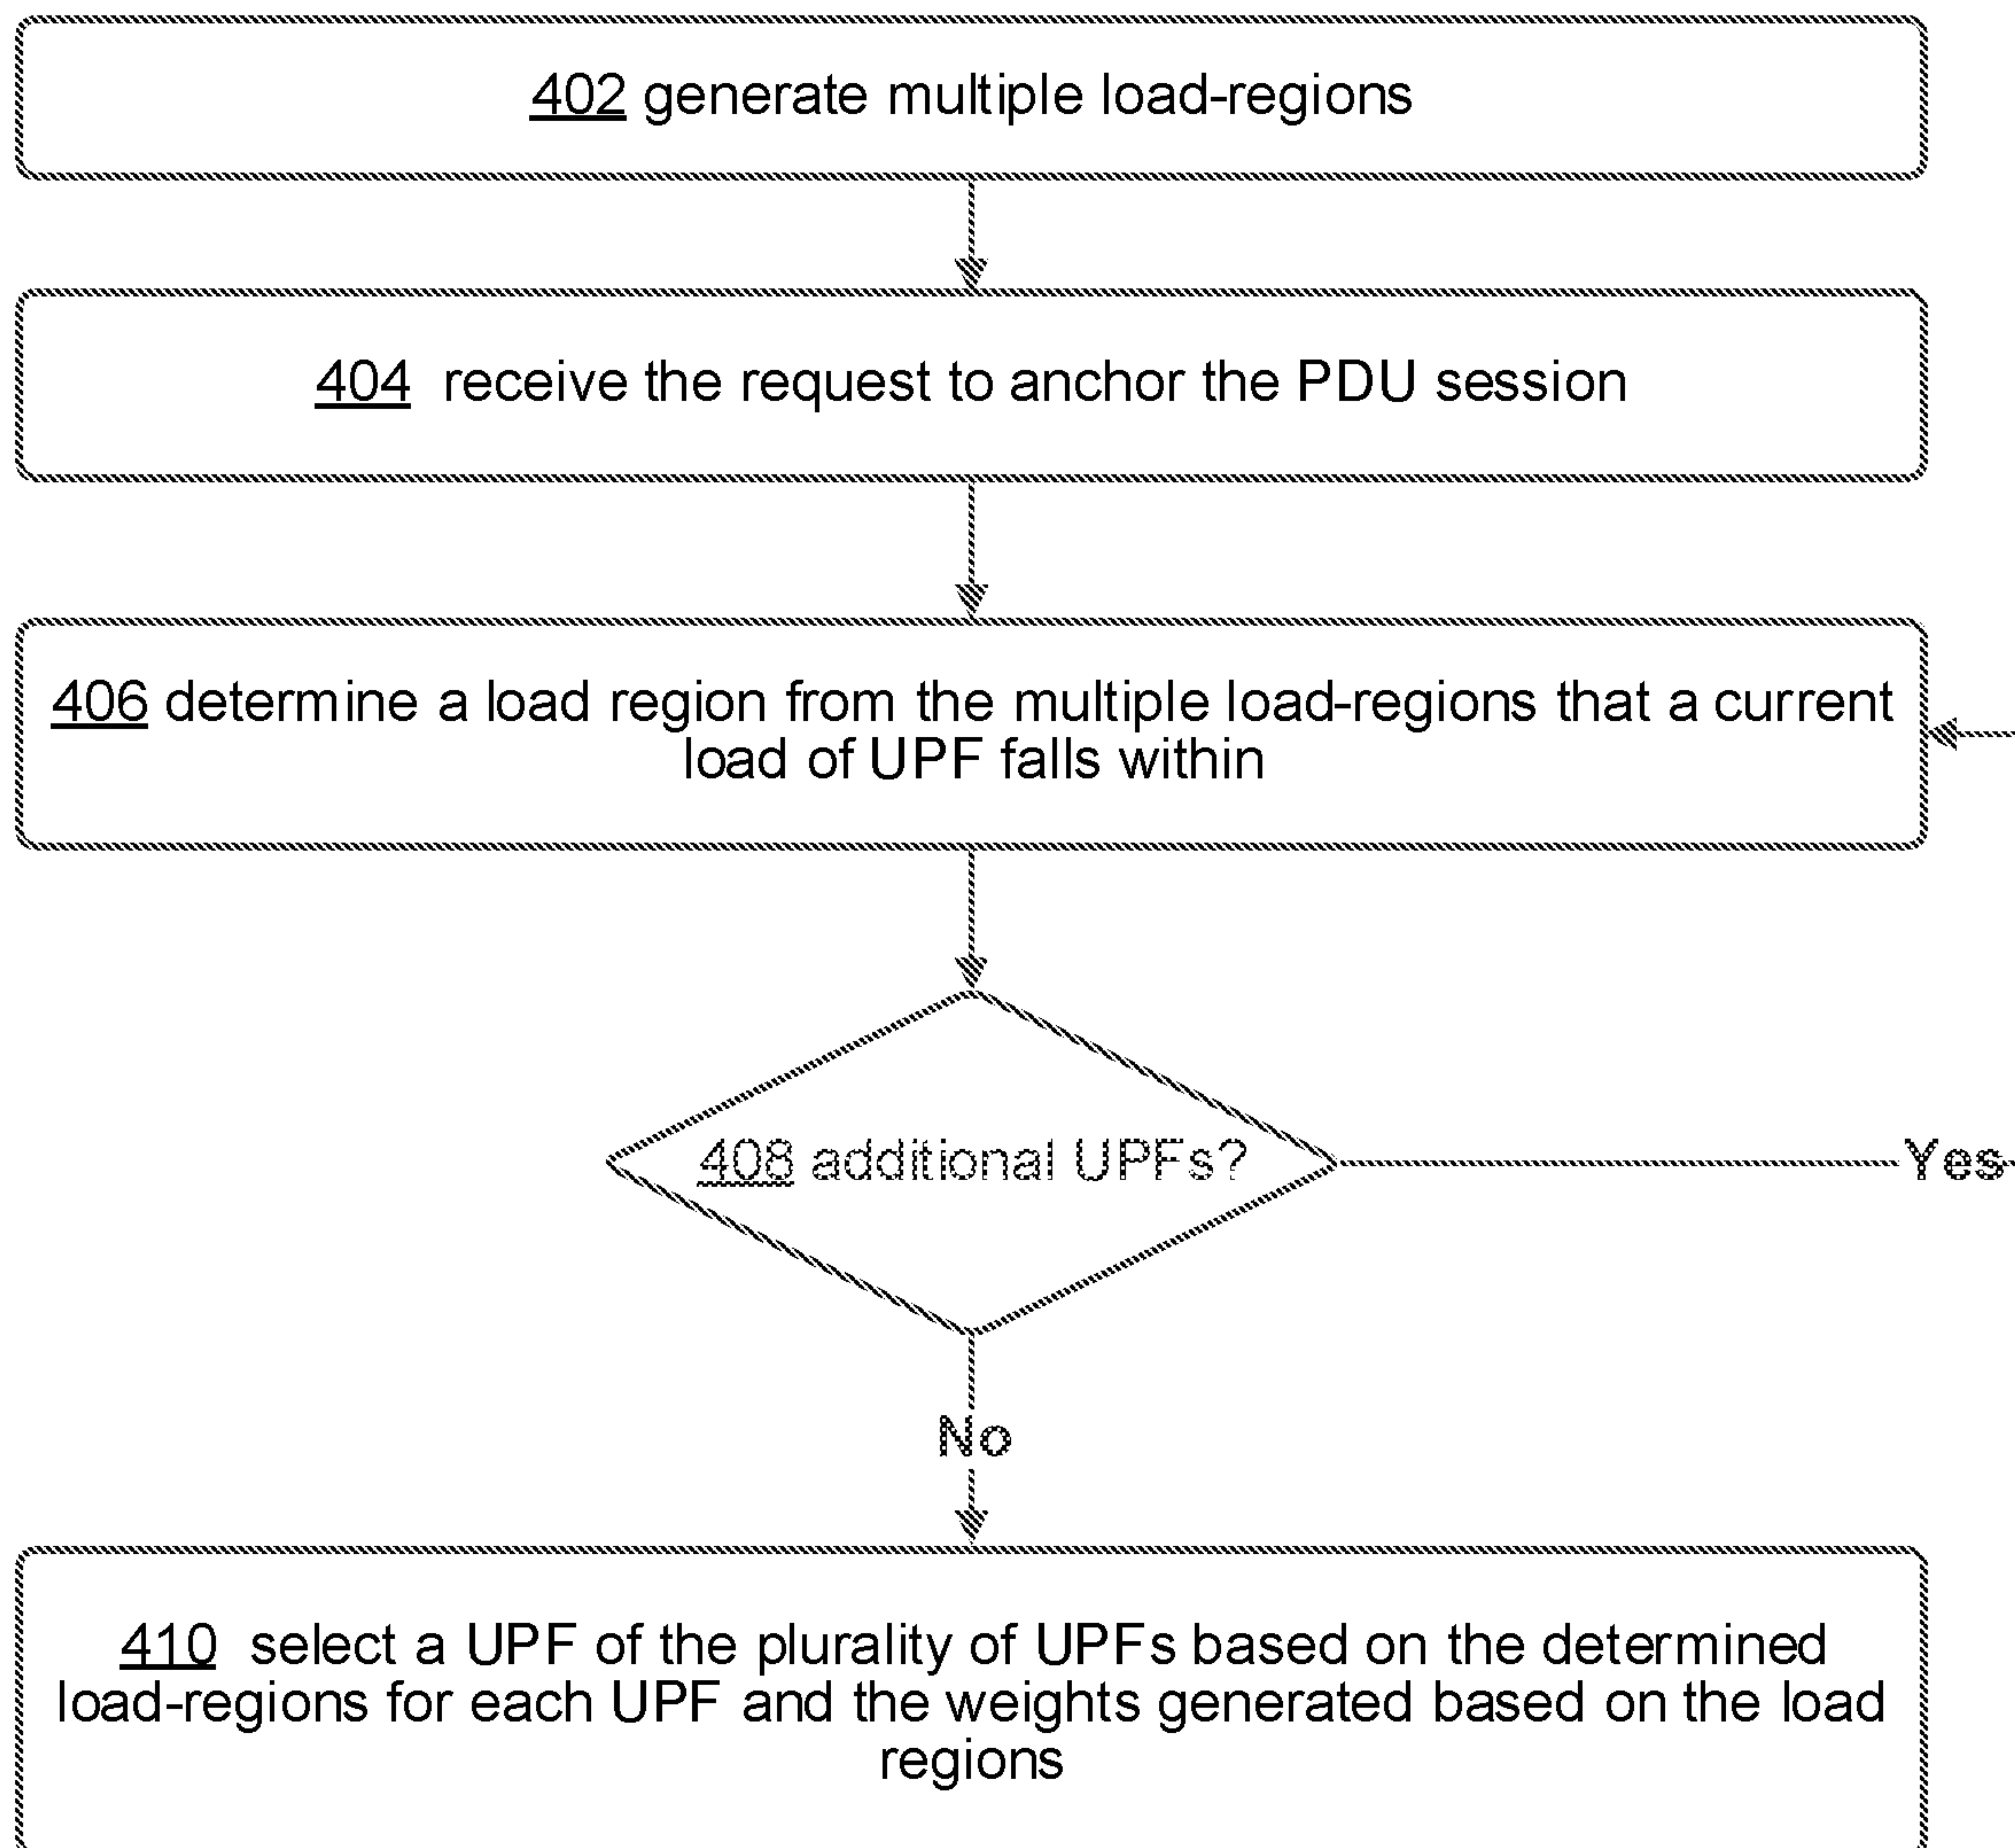 402 generate multiple load-regions
404 receive the request to anchor the PDU session
406 determine a load region from the multiple load-regions that a current
load of UPF falls within
408 additional UPFs?
Yes
No
410 select a UPF of the plurality of UPFs based on the determined
load-regions for each UPF and the weights generated based on the load
regions